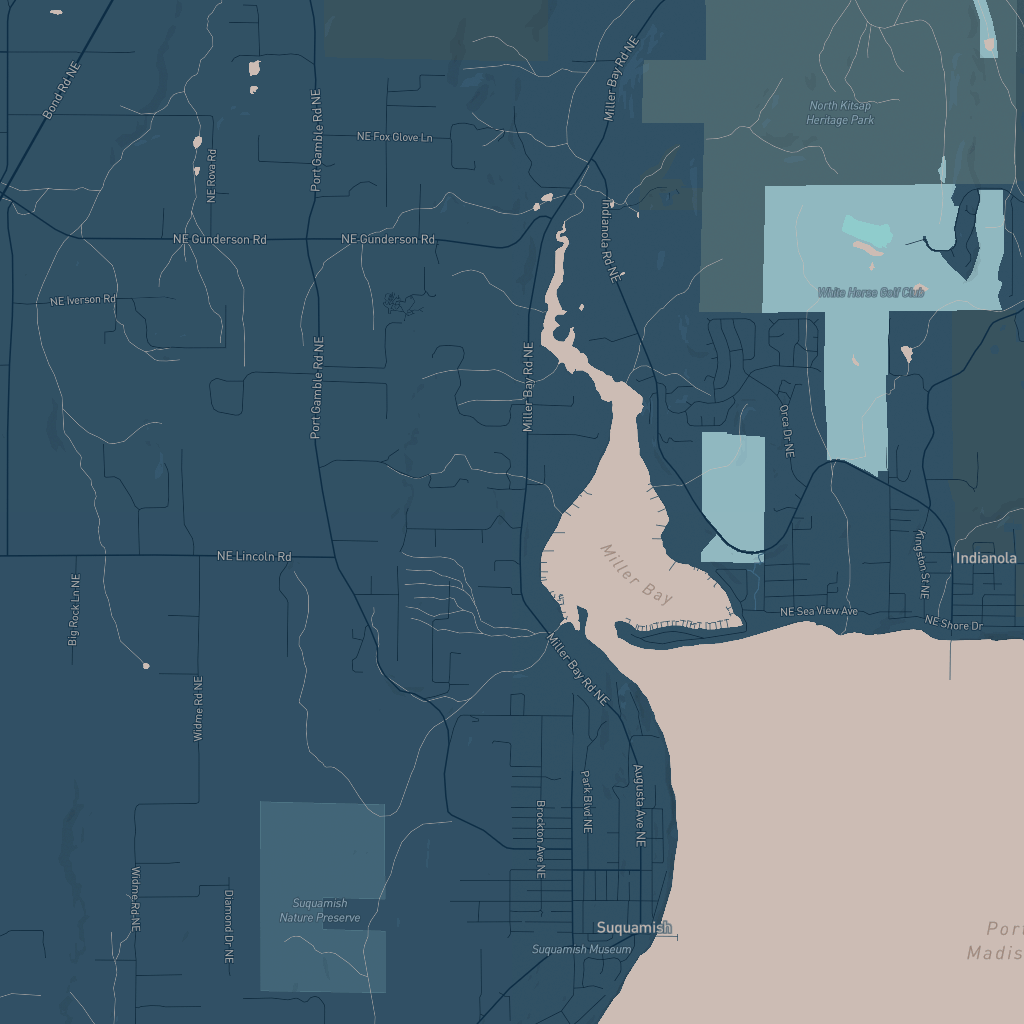 Bond Rd NE
Miller Bay Rd NE
Port Gamble Rd NE
North Kitsap
Heritage Park
NE Fox Glove Ln
NE Rova Rd
Indianola Rd NE
NE Gunderson Rd
NE Gunderson Rd
White Horse Golf Club
NE Iverson Rd
Port Gamble Rd NE
Miller Bay Rd NE
Orca Dr NE
NE Lincoln Rd
Miller Bay
Kingston St NE
Indianola
Big Rock Ln NE
NE Sea View Ave
NE Shore Dr
Miller Bay Rd NE
Widme Rd NE
Park Blvd NE
Augusta Ave NE
Brockton Ave NE
Widme Rd NE
Diamond Dr NE
Suquamish
Nature Preserve
Suquamish
Suquamish Museum
Port
Madis